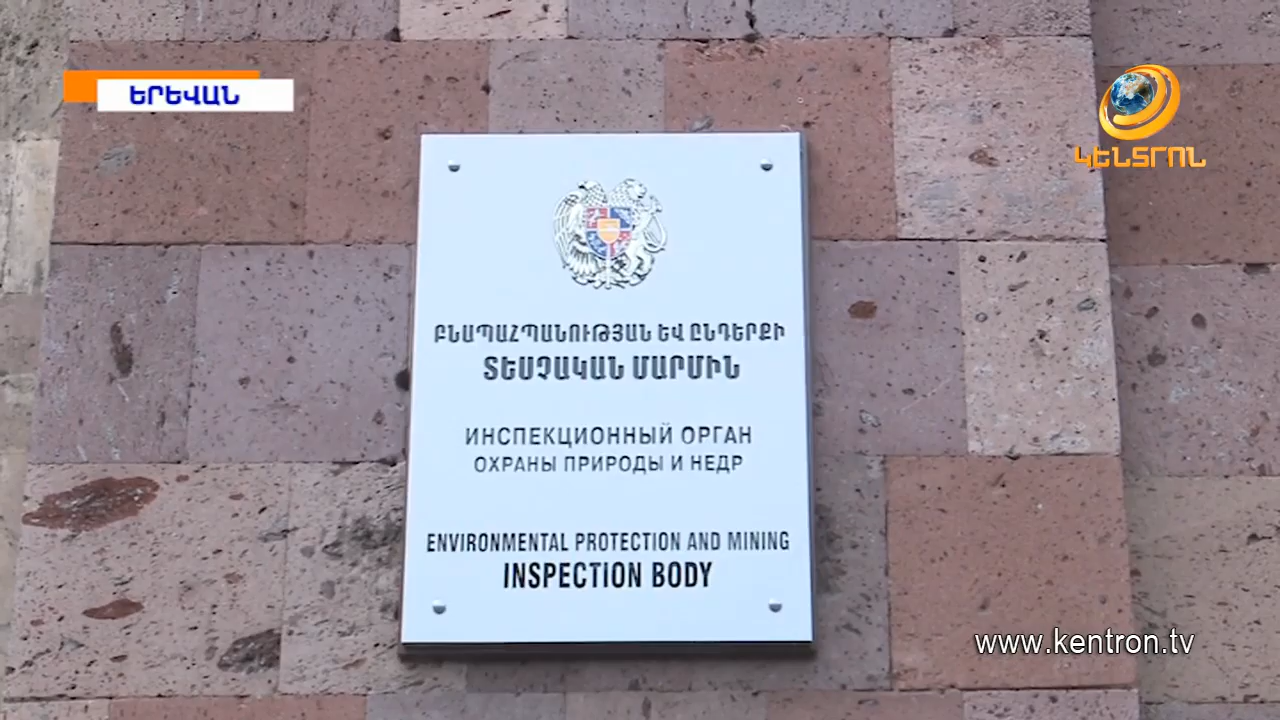 ԵՐԵՎԱՆ
ԿԵՆՏՐՈՆ
ԲՆԱՊԱՀՊԱՆՈՒԹՅԱՆ ԵՎ ԸՆԴԵՐՔԻ
ՏԵՍՉԱԿԱՆ ՄԱՐՄԻՆ
ИНСПЕКЦИОННЫЙ ОРГАН
ОХРАНЫ ПРИРОДЫ И НЕДР
ENVIRONMENTAL PROTECTION AND MINING
INSPECTION BODY
www.kentron.tv